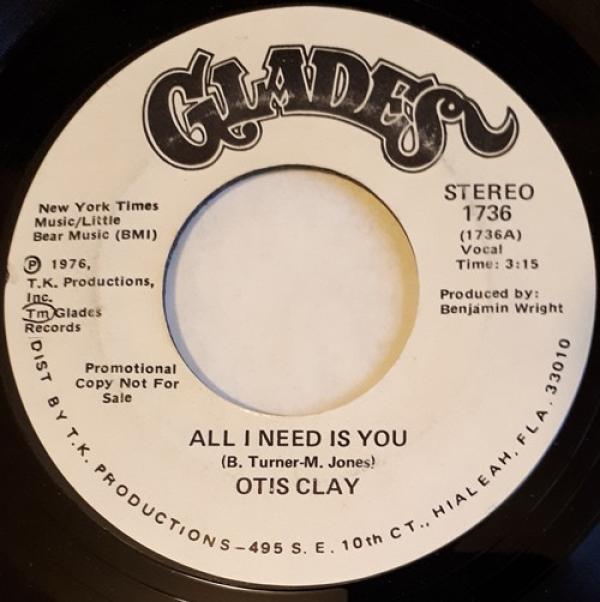 GLADES
New York Times
Music/Little
Bear Music (BMI)
Ⓟ 1976,
T.K. Productions,
Inc.
Tm Glades
Records
Promotional
Copy Not For
Sale
STEREO
1736
(1736A)
Vocal
Time: 3:15
Produced by:
Benjamin Wright
ALL I NEED IS YOU
(B. Turner-M. Jones)
OTIS CLAY
DIST BY T.K. PRODUCTIONS-495 S. E. 10th CT., HIALEAH, FLA. 33010